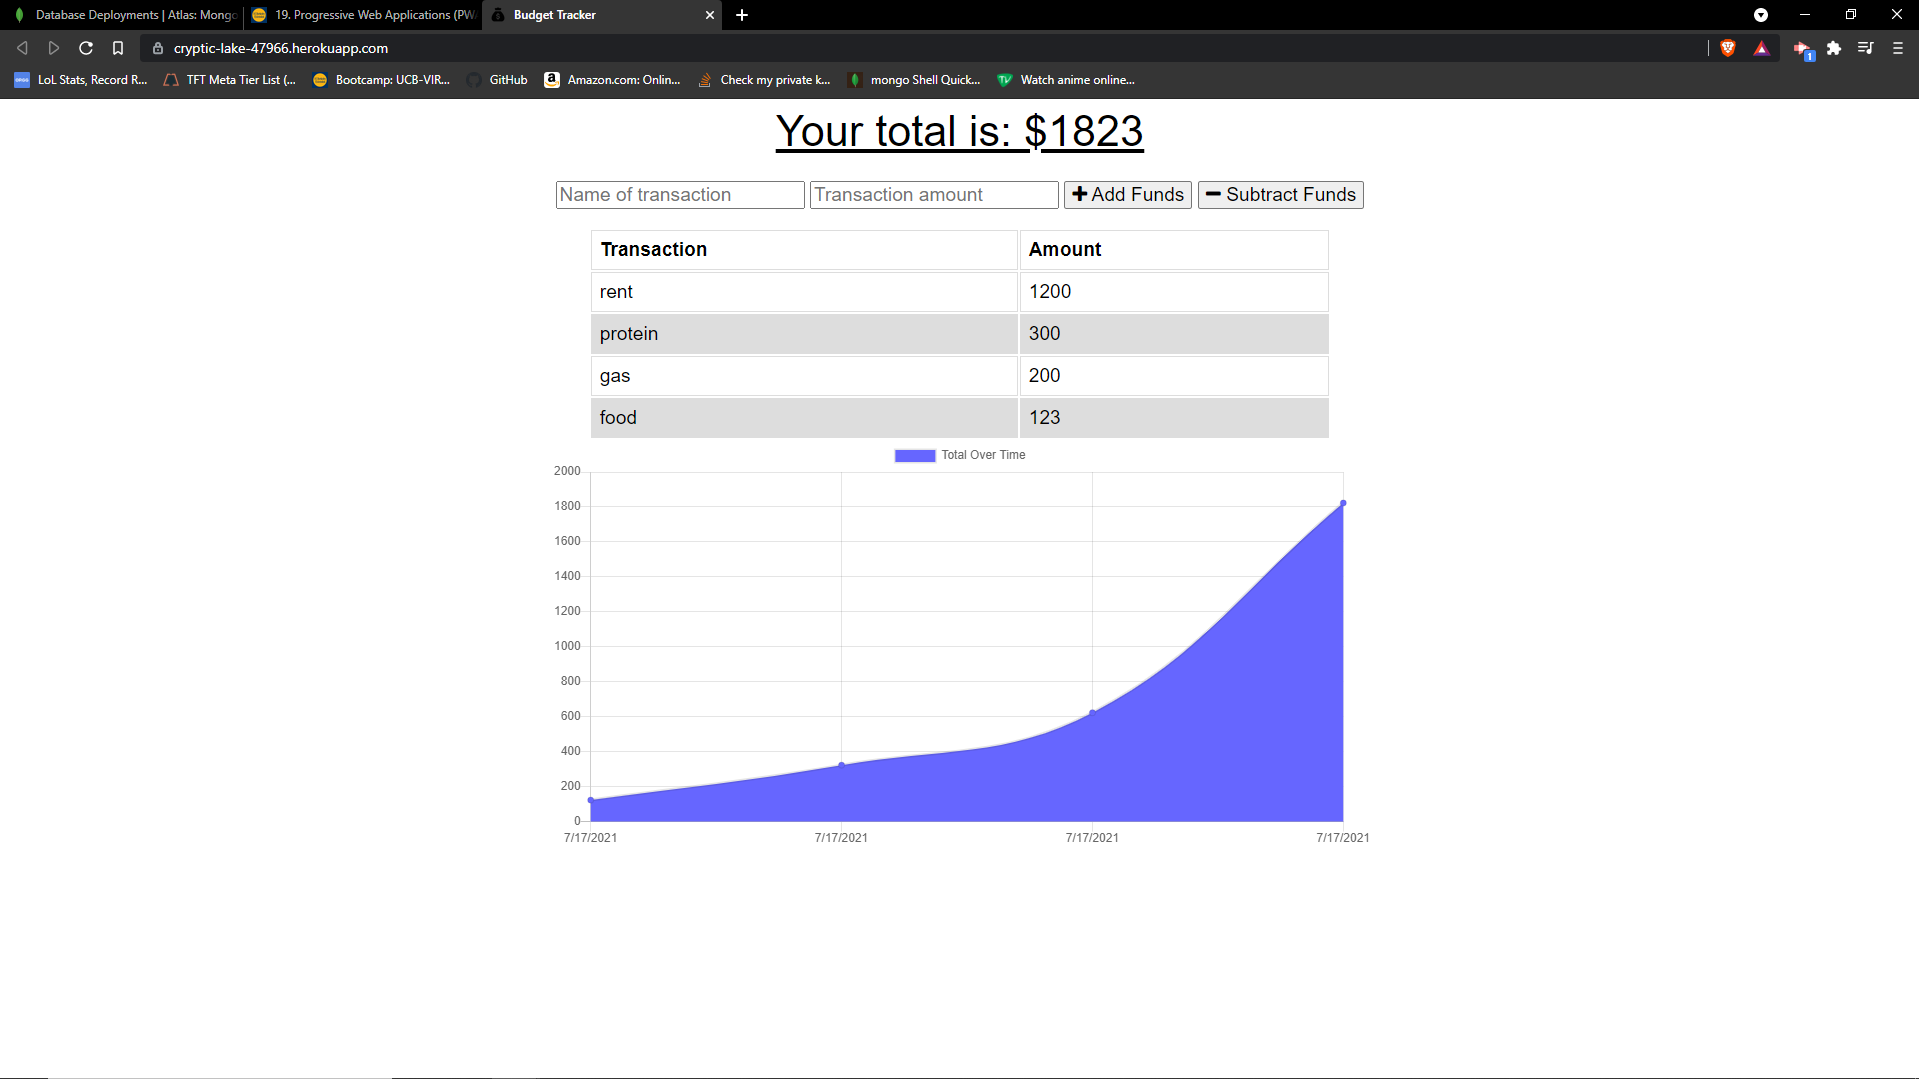 Database Deployments | Atlas: Mongo
19. Progressive Web Applications (PW
Budget Tracker
cryptic-lake-47966.herokuapp.com
1
LoL Stats, Record R...
TFT Meta Tier List (...
Bootcamp: UCB-VIR...
GitHub
Amazon.com: Onlin...
Check my private k...
mongo Shell Quick...
Watch anime online...
Your total is: $1823
Name of transaction
Transaction amount
Add Funds
Subtract Funds
Transaction Amount
rent 1200
protein 300
gas 200
food 123
Total Over Time
2000
1800
1600
1400
1200
1000
800
600
400
200
0
7/17/2021 7/17/2021 7/17/2021 7/17/2021